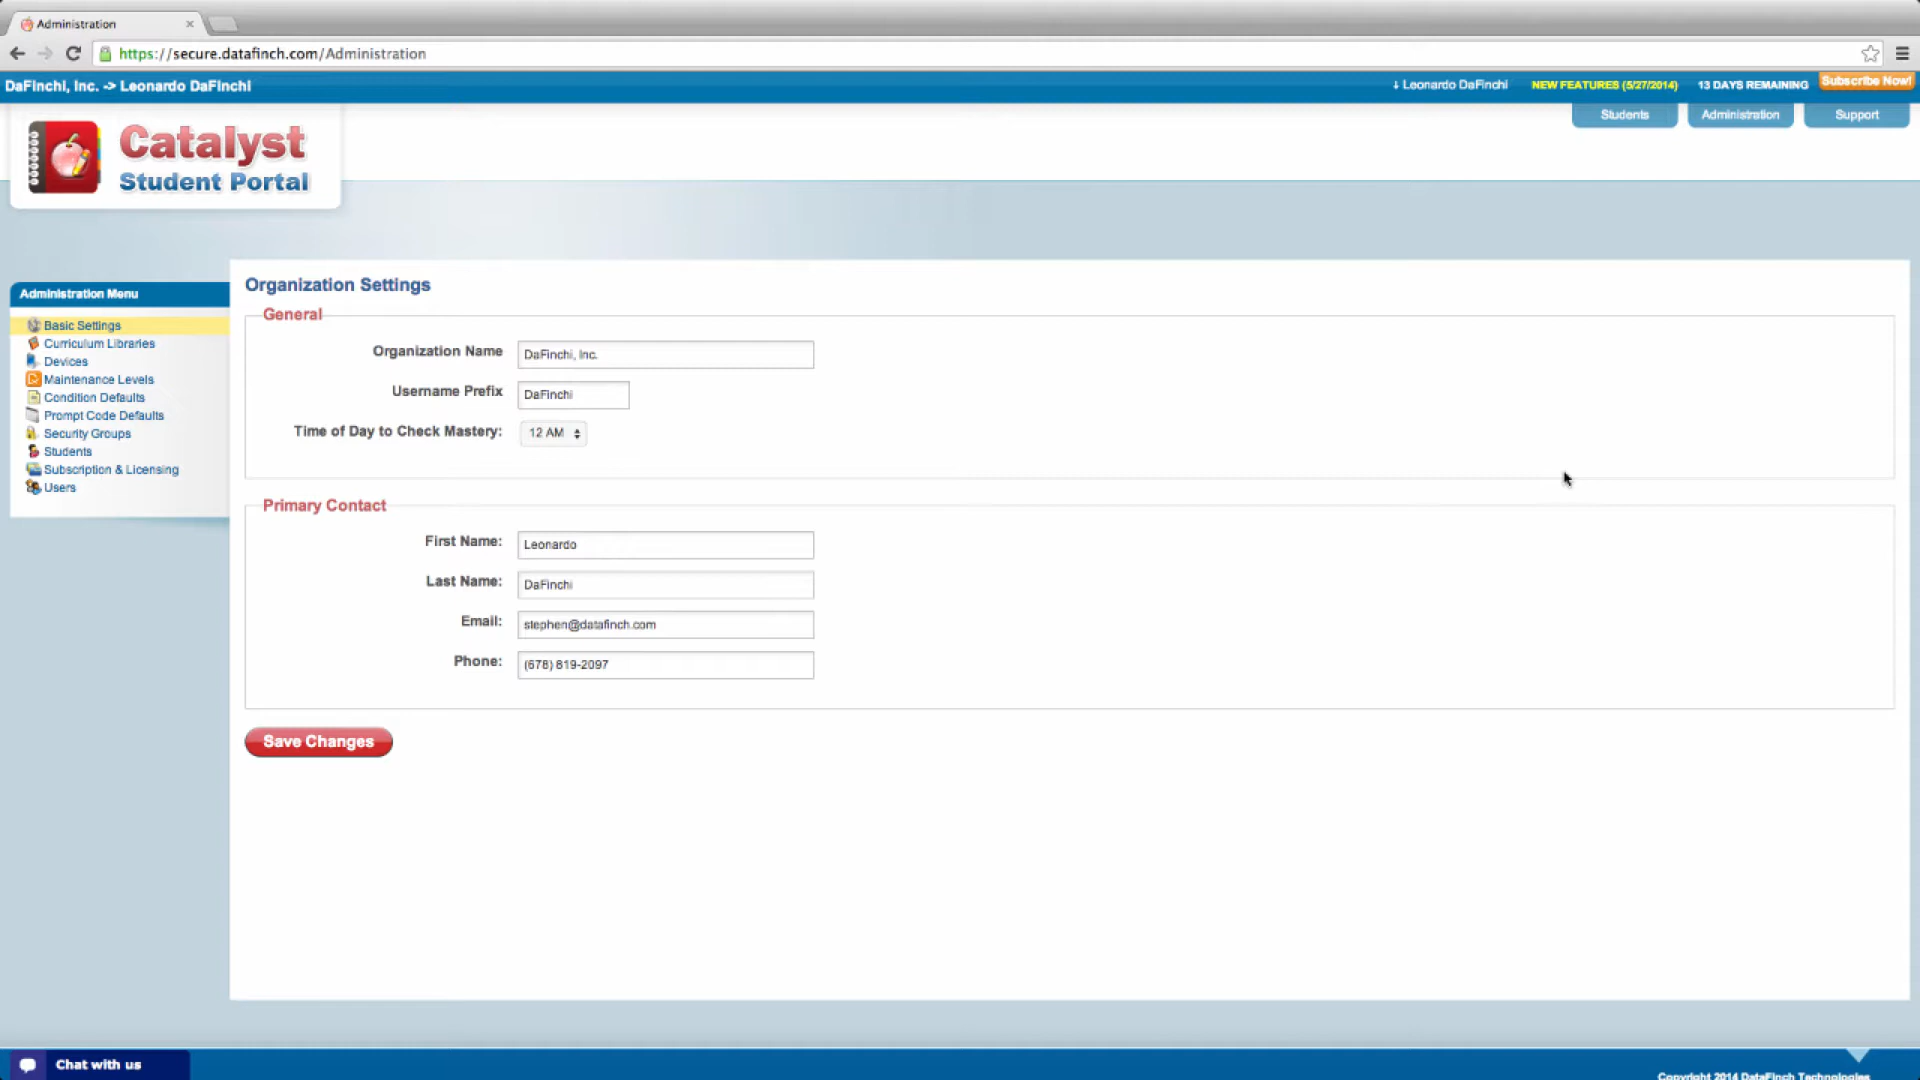 Administration
https://secure.datafinch.com/Administration
DaFinchi, Inc. -> Leonardo DaFinchi
Leonardo DaFinchi
NEW FEATURES (5/27/2014)
13 DAYS REMAINING
Subscribe Now!
Students
Administration
Support
Catalyst
Student Portal
Administration Menu
Basic Settings
Curriculum Libraries
Devices
Maintenance Levels
Condition Defaults
Prompt Code Defaults
Security Groups
Students
Subscription & Licensing
Users
Organization Settings
General
Organization Name DaFinchi, Inc.
Username Prefix DaFinchi
Time of Day to Check Mastery: 12 AM
Primary Contact
First Name: Leonardo
Last Name: DaFinchi
Email: stephen@datafinch.com
Phone: (678) 819-2097
Save Changes
Chat with us
Copyright 2014 DataFinch Technologies